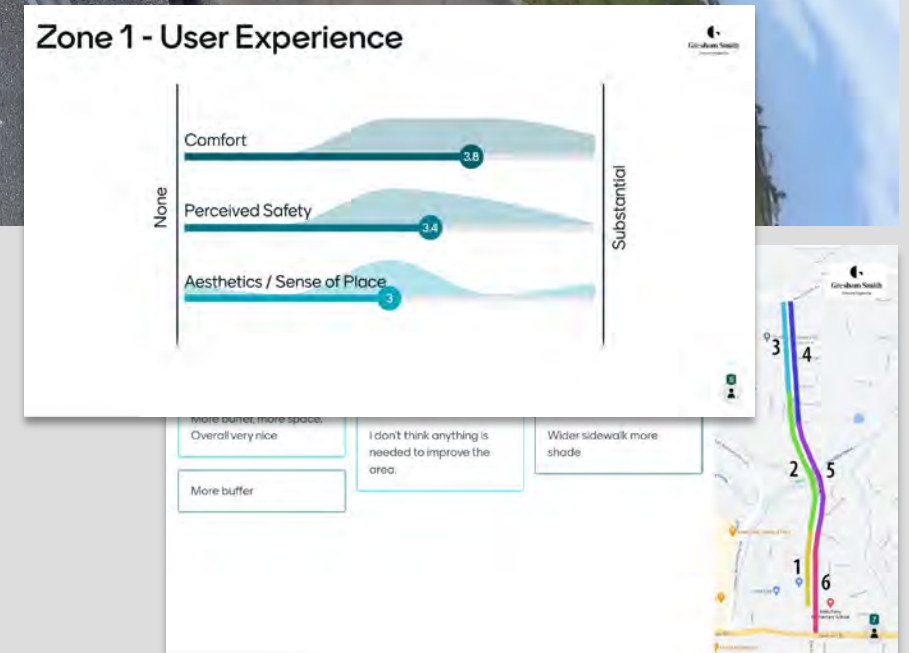 Zone 1 - User Experience
Gresham Smith
None
Comfort
3.8
Perceived Safety
3.4
Aesthetics / Sense of Place
3
Substantial
More buffer, more space.
Overall very nice
I don't think anything is
needed to improve the
area.
Wider sidewalk more
shade
More buffer
Gresham Smith
3
4
2
5
1
6
7